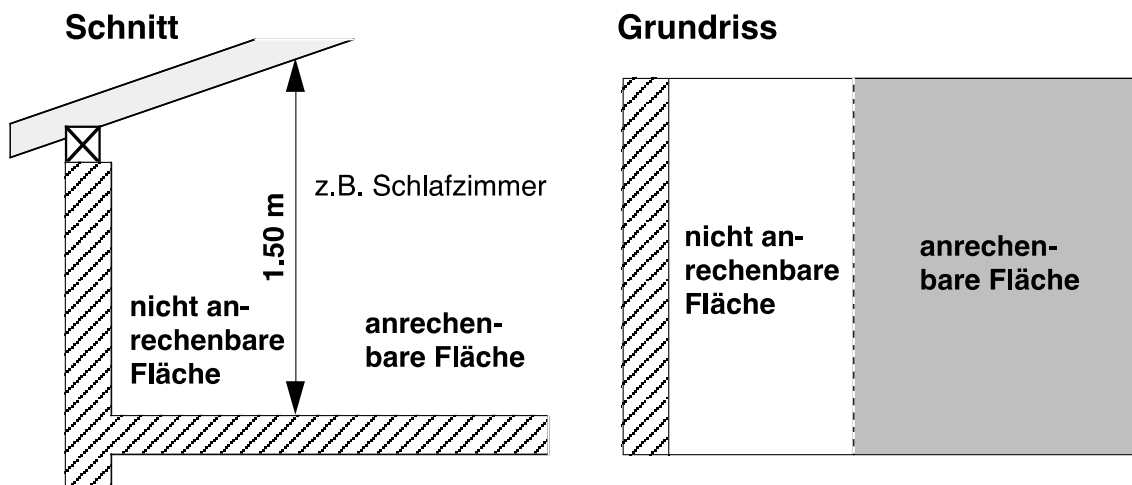 Schnitt
z.B. Schlafzimmer
1.50 m
nicht an-
rechenbare
Fläche
anrechen-
bare Fläche
Grundriss
nicht an-
rechenbare
Fläche
anrechen-
bare Fläche